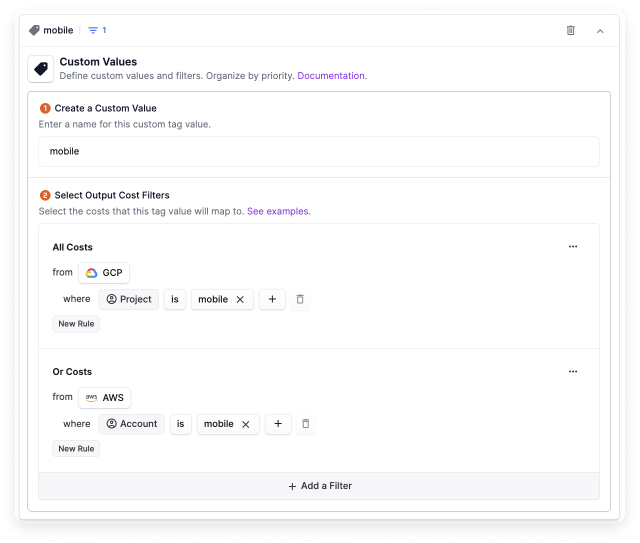 mobile 1
Custom Values
Define custom values and filters. Organize by priority. Documentation.
1 Create a Custom Value
Enter a name for this custom tag value.
mobile
2 Select Output Cost Filters
Select the costs that this tag value will map to. See examples.
All Costs
from GCP
where Project is mobile
New Rule
Or Costs
from aws AWS
where Account is mobile
New Rule
+ Add a Filter